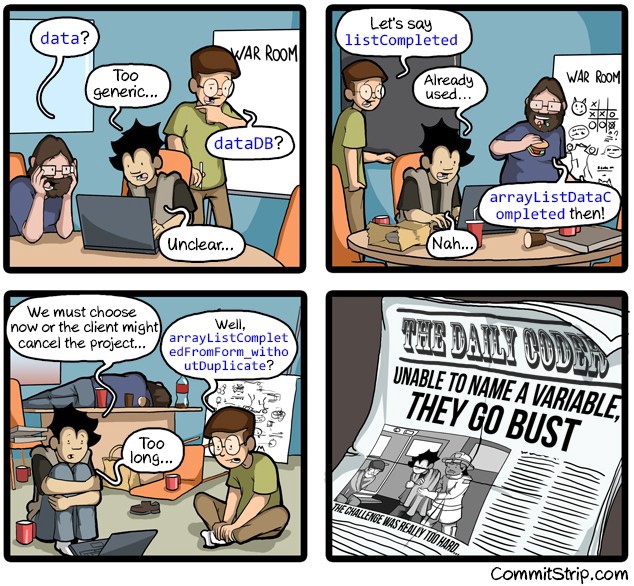 data?
Too
generic...
WAR ROOM
dataDB?
Unclear...
Let's say
listCompleted
Already
used...
WAR ROOM
arrayListDataC
ompleted then!
Nah...
We must choose
now or the client might
cancel the project...
Well,
arrayListComplet
edFromForm_witho
utDuplicate?
Too
long...
THE DAILY CODER
UNABLE TO NAME A VARIABLE,
THEY GO BUST
THE CHALLENGE WAS REALLY TOO HARD...
CommitStrip.com